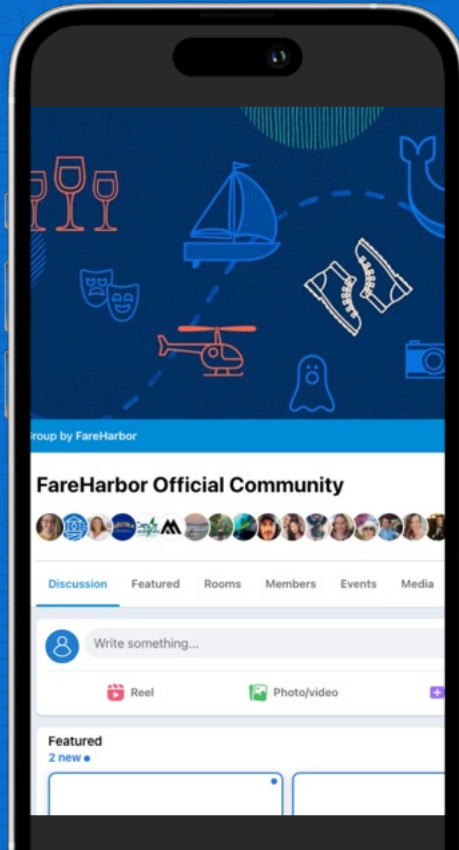 Group by FareHarbor
FareHarbor Official Community
Discussion Featured Rooms Members Events Media
Write something...
Reel Photo/video
Featured
2 new